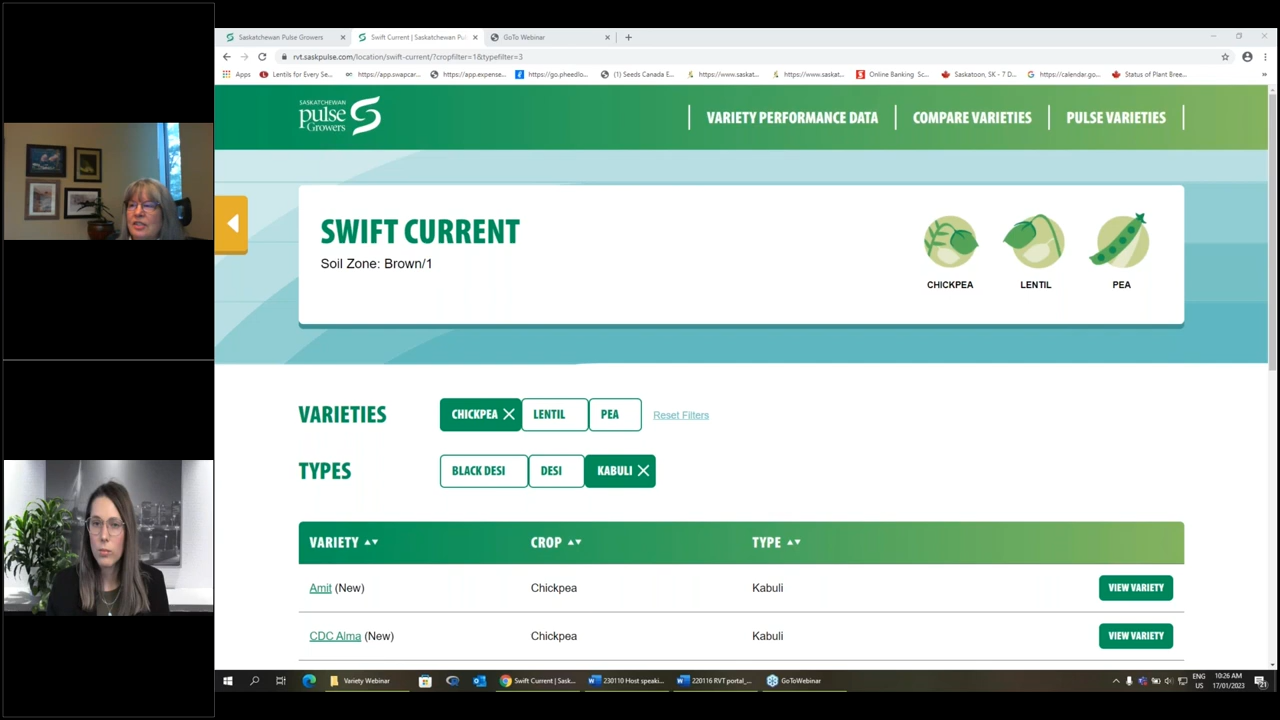 Saskatchewan Pulse Growers
Swift Current | Saskatchewan Pu
GoTo Webinar
rvt.saskpulse.com/location/swift-current/?cropfilter=1&typefilter=3
Apps
Lentils for Every Se...
https://app.swapcar...
https://app.expense...
https://go.pheedlo...
(1) Seeds Canada E...
https://www.saskat...
https://www.saskat...
Online Banking Sc...
Saskatoon, SK - 7 D...
https://calendar.go...
Status of Plant Bree...
SASKATCHEWAN
pulse
Growers
VARIETY PERFORMANCE DATA
COMPARE VARIETIES
PULSE VARIETIES
SWIFT CURRENT
Soil Zone: Brown/1
CHICKPEA
LENTIL
PEA
VARIETIES
CHICKPEA
LENTIL
PEA
Reset Filters
TYPES
BLACK DESI
DESI
KABULI
VARIETY CROP TYPE
Amit (New) Chickpea Kabuli VIEW VARIETY
CDC Alma (New) Chickpea Kabuli VIEW VARIETY
Variety Webinar
Swift Current | Sask...
230110 Host speaki...
220116 RVT portal_...
GoToWebinar
ENG
US
10:26 AM
17/01/2023
21